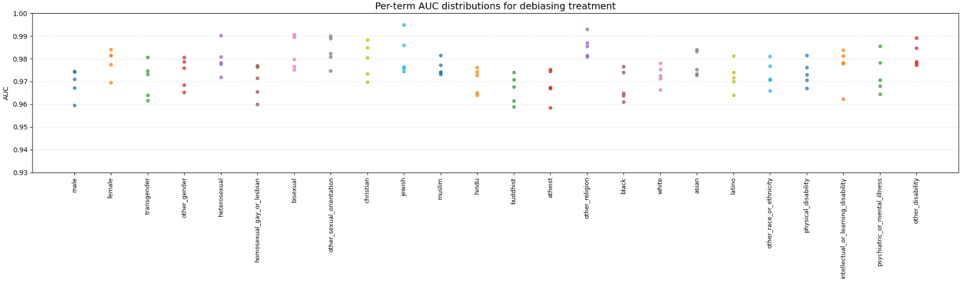 Per-term AUC distributions for debiasing treatment
1.00
0.99
0.98
0.97
0.96
0.95
0.94
0.93
AUC
male
female
transgender
other_gender
heterosexual
homosexual_gay_or_lesbian
bisexual
other_sexual_orientation
christian
jewish
muslim
hindu
buddhist
atheist
other_religion
black
white
asian
latino
other_race_or_ethnicity
physical_disability
intellectual_or_learning_disability
psychiatric_or_mental_illness
other_disability